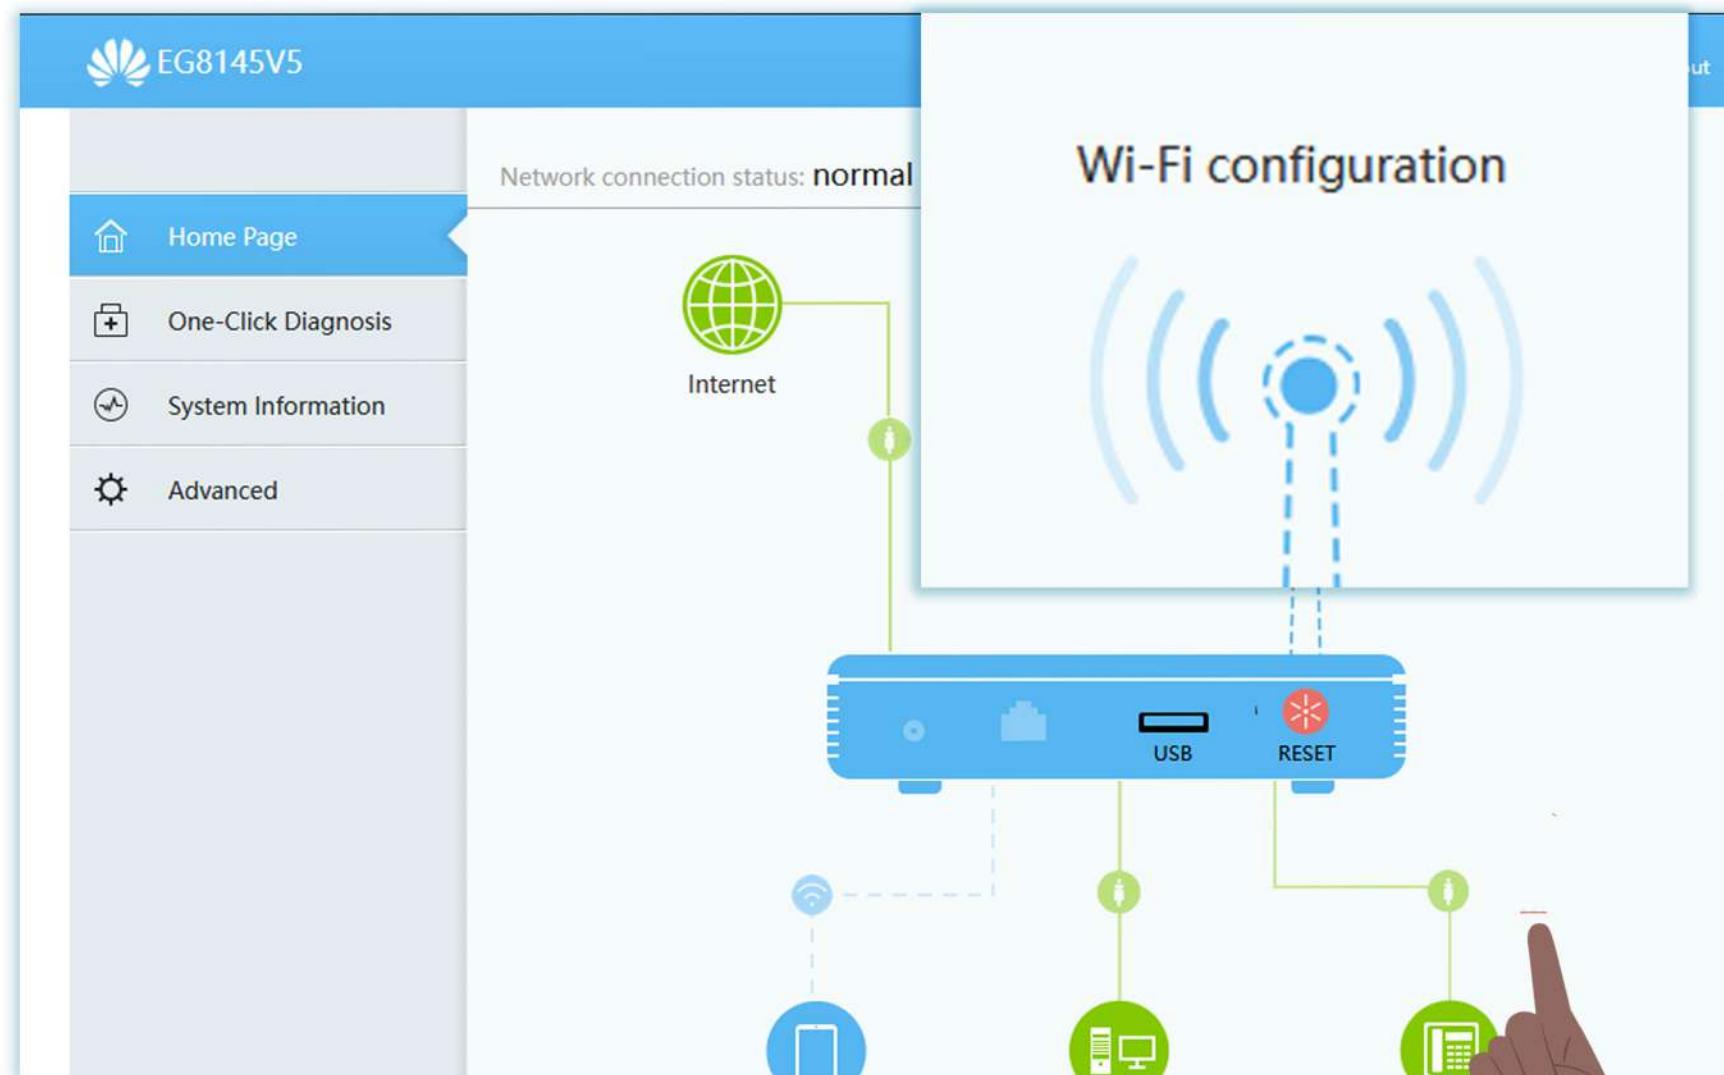 EG8145V5
ut
Network connection status: normal
Wi-Fi configuration
Home Page
One-Click Diagnosis
System Information
Advanced
Internet
USB
RESET